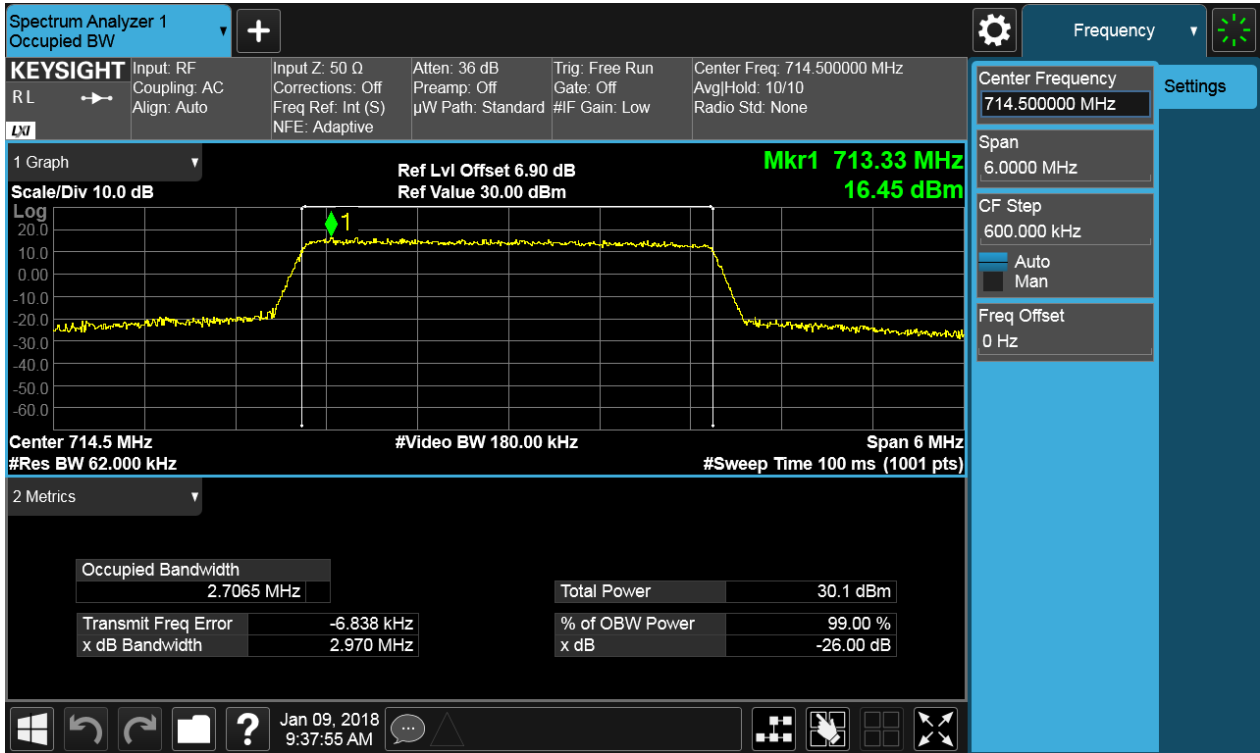 Spectrum Analyzer 1
Occupied BW
+
Frequency
KEYSIGHT
RL
LXI
Input: RF
Coupling: AC
Align: Auto
Input Z: 50 Ω
Corrections: Off
Freq Ref: Int (S)
NFE: Adaptive
Atten: 36 dB
Preamp: Off
µW Path: Standard
Trig: Free Run
Gate: Off
#IF Gain: Low
Center Freq: 714.500000 MHz
Avg|Hold: 10/10
Radio Std: None
Center Frequency
714.500000 MHz
Settings
Span
6.0000 MHz
CF Step
600.000 kHz
Auto
Man
Freq Offset
0 Hz
1 Graph
Scale/Div 10.0 dB
Ref Lvl Offset 6.90 dB
Ref Value 30.00 dBm
Mkr1 713.33 MHz
16.45 dBm
Log
1
20.0
10.0
0.00
-10.0
-20.0
-30.0
-40.0
-50.0
-60.0
Center 714.5 MHz
#Video BW 180.00 kHz
Span 6 MHz
#Res BW 62.000 kHz
#Sweep Time 100 ms (1001 pts)
2 Metrics
Occupied Bandwidth
2.7065 MHz
Total Power 30.1 dBm
Transmit Freq Error -6.838 kHz
% of OBW Power 99.00 %
x dB Bandwidth 2.970 MHz
x dB -26.00 dB
?
Jan 09, 2018
9:37:55 AM